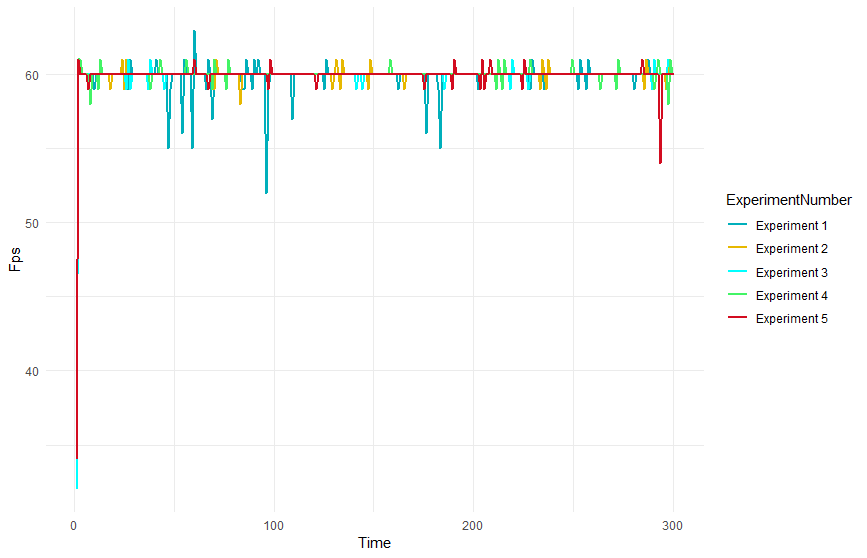 60
50
40
Fps
0
100
200
300
Time
ExperimentNumber
Experiment 1
Experiment 2
Experiment 3
Experiment 4
Experiment 5